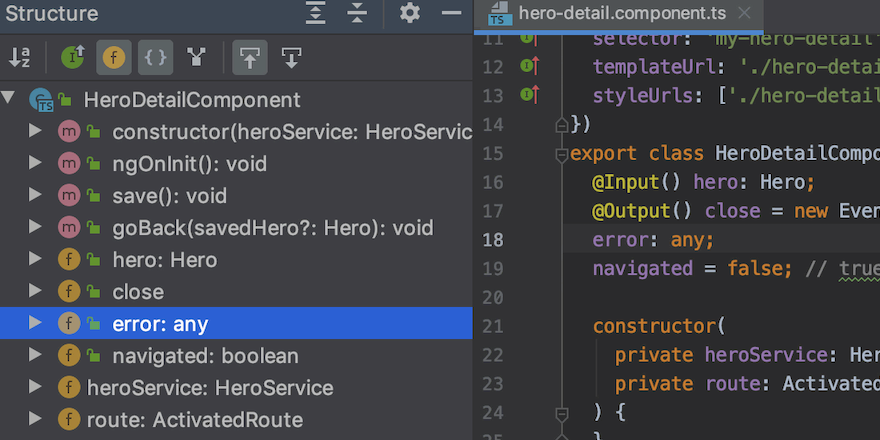 Structure
HeroDetailComponent
constructor(heroService: HeroServic
ngOnInit(): void
save(): void
goBack(savedHero?: Hero): void
hero: Hero
close
error: any
navigated: boolean
heroService: HeroService
route: ActivatedRoute
hero-detail.component.ts
11 selector: 'my-hero-detail'
12 templateUrl: './hero-detai
13 styleUrls: ['./hero-detail
14 })
15 export class HeroDetailCompo
16 @Input() hero: Hero;
17 @Output() close = new Even
18 error: any;
19 navigated = false; // true
20
21 constructor(
22 private heroService: Her
23 private route: Activated
24 ) {
25 }